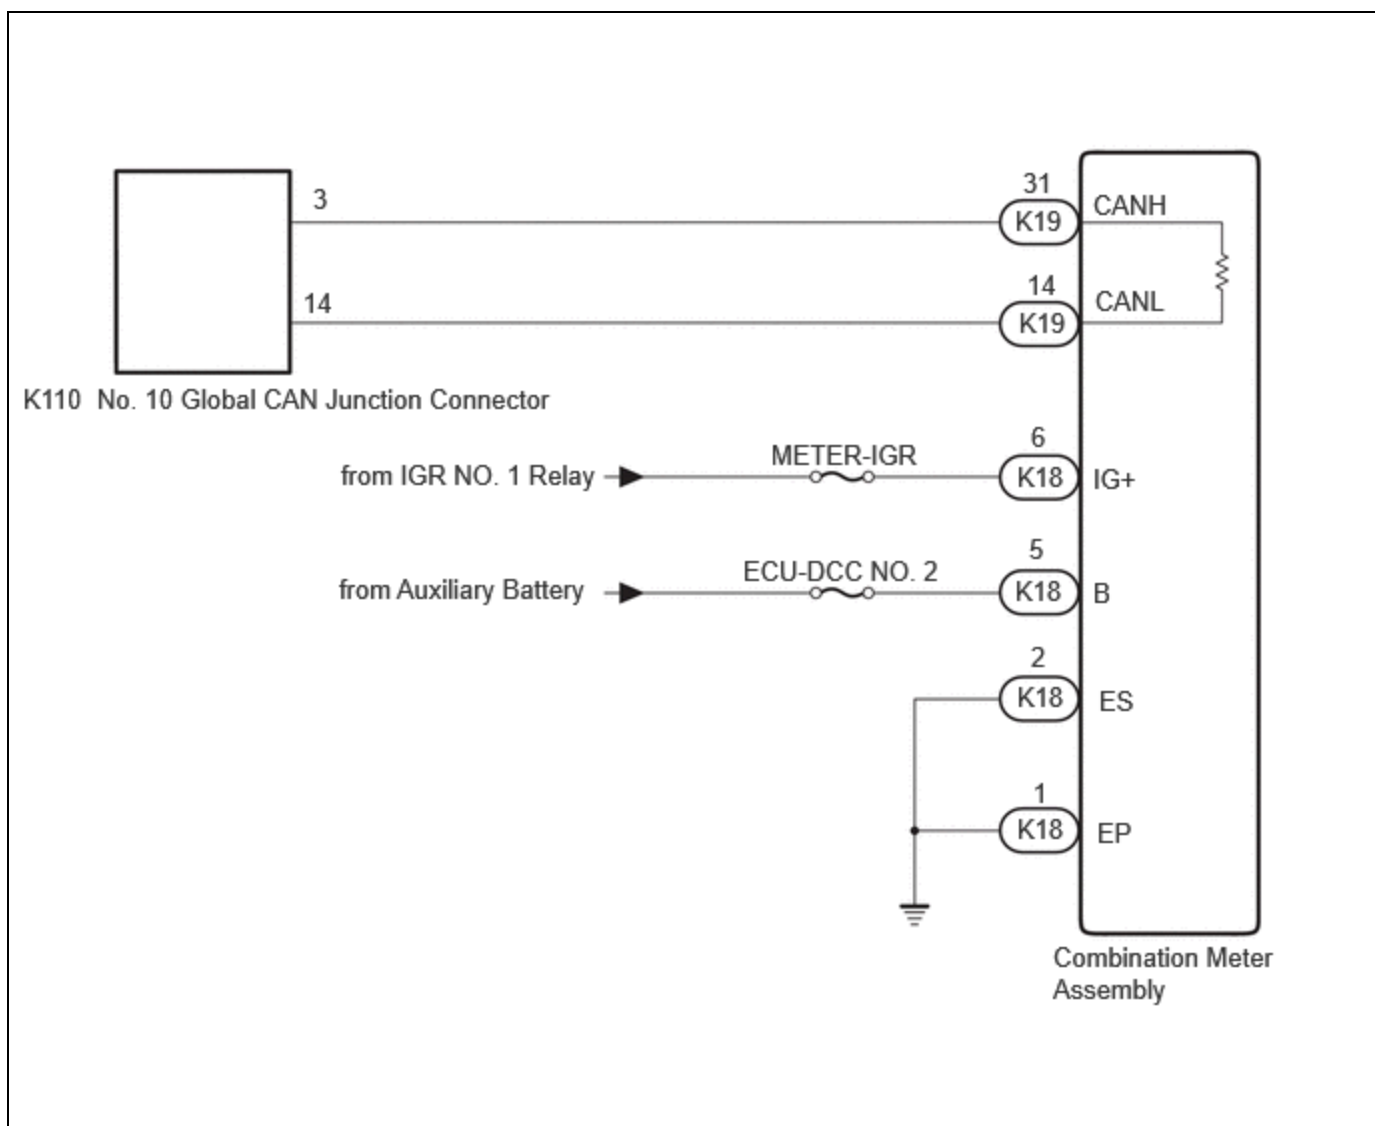 3
31
K19
CANH
14
14
K19
CANL
K110 No. 10 Global CAN Junction Connector
from IGR NO. 1 Relay
METER-IGR
6
K18
IG+
from Auxiliary Battery
ECU-DCC NO. 2
5
K18
B
2
K18
ES
1
K18
EP
Combination Meter
Assembly